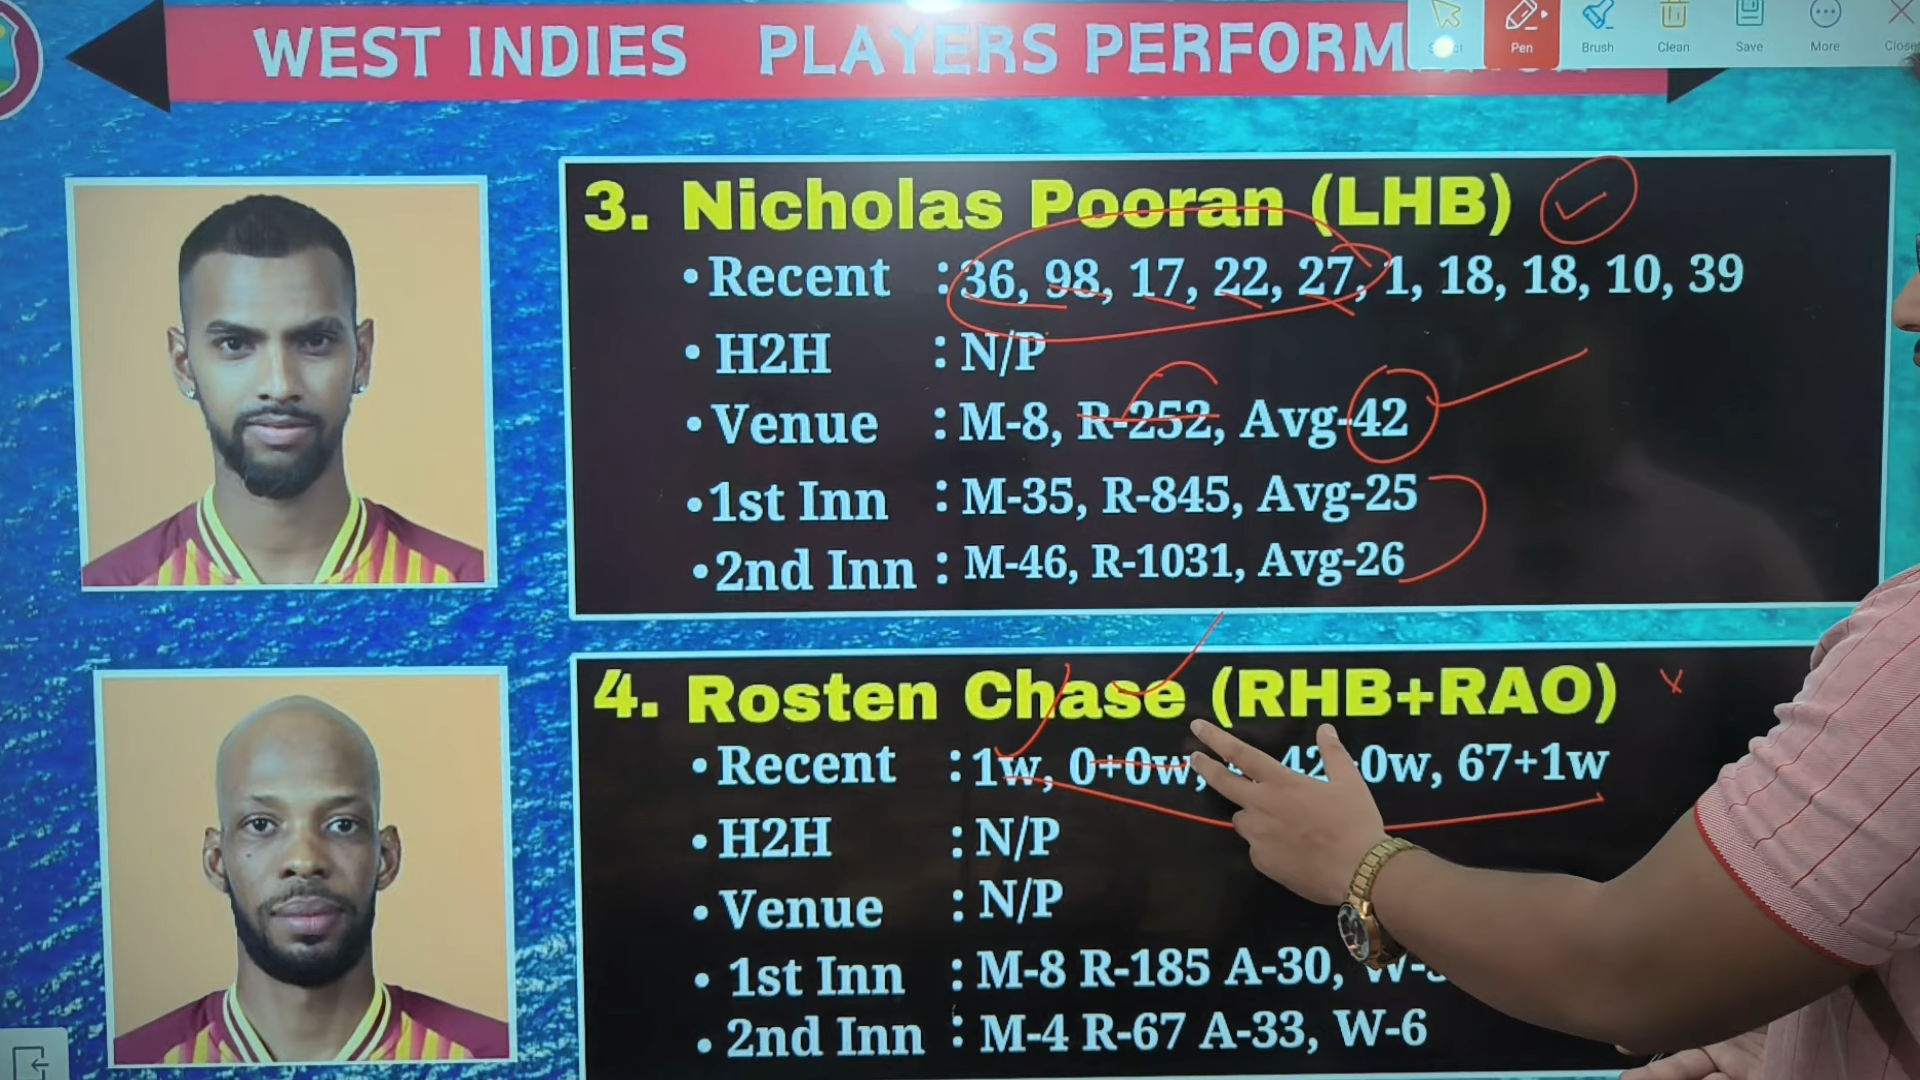 WEST INDIES PLAYERS
Pen
Brush
Clean
Save
More
Close
3. Nicholas Pooran (LHB)
• Recent : 36, 98, 17, 22, 27, 1, 18, 18, 10, 39
• H2H : N/P
• Venue : M-8, R-252, Avg-42
• 1st Inn : M-35, R-845, Avg-25
• 2nd Inn : M-46, R-1031, Avg-26
4. Rosten Chase (RHB+RAO)
• Recent : 1w, 0+0w, 42 0w, 67+1w
• H2H : N/P
• Venue : N/P
• 1st Inn : M-8 R-185 A-30,
• 2nd Inn : M-4 R-67 A-33, W-6